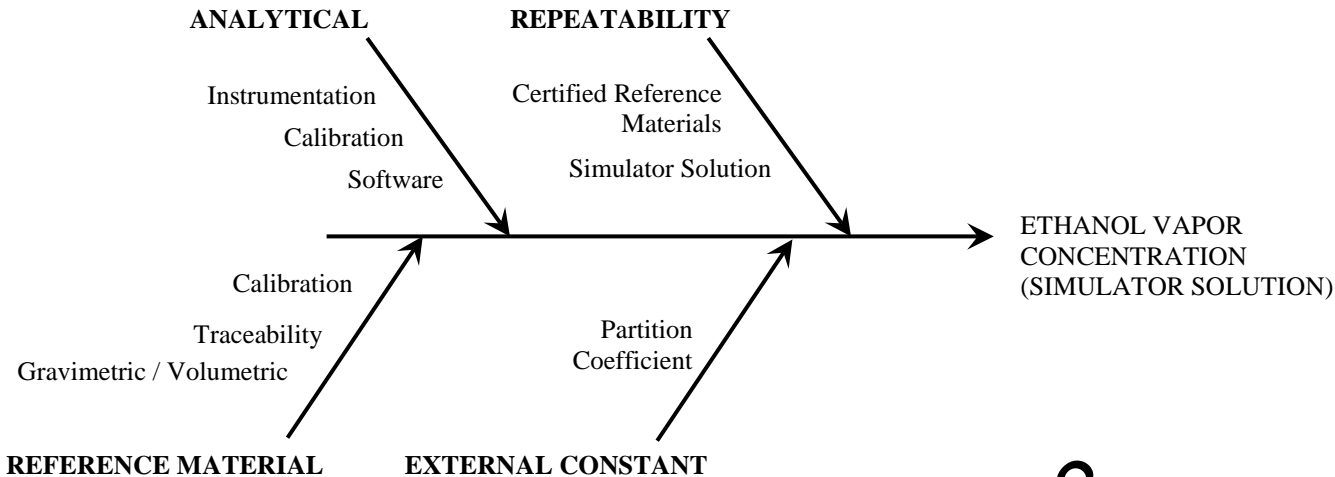 ANALYTICAL
REPEATABILITY
Instrumentation
Calibration
Software
Certified Reference
Materials
Simulator Solution
ETHANOL VAPOR
CONCENTRATION
(SIMULATOR SOLUTION)
Calibration
Traceability
Gravimetric / Volumetric
Partition
Coefficient
REFERENCE MATERIAL
EXTERNAL CONSTANT